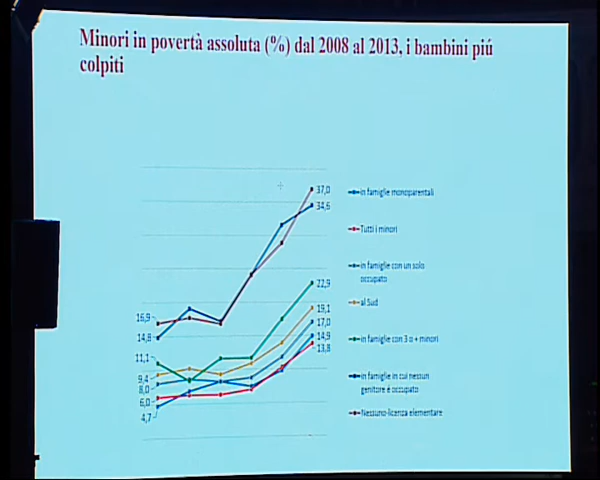 Minori in povertà assoluta (%) dal 2008 al 2013, i bambini piú
colpiti
37,0
34,6
22,9
19,1
17,0
14,9
13,8
16,9
14,8
11,1
9,4
8,0
6,0
4,7
in famiglie monoparentali
Tutti i minori
in famiglie con un solo
occupato
al Sud
in famiglie con 3 o + minori
in famiglie in cui nessun
genitore è occupato
Nessuno-licenza elementare